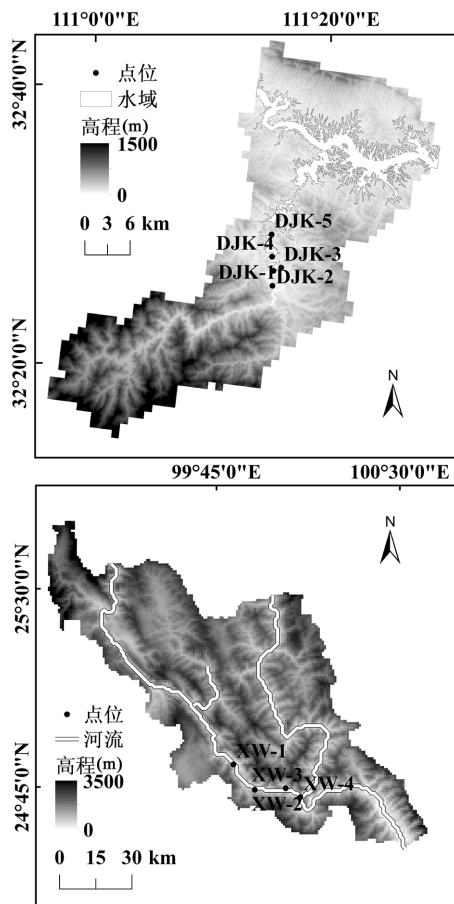 111°0'0"E 111°20'0"E
32°40'0"N
点位
水域
高程(m)
1500
0
0 3 6 km
DJK-5
DJK-4
DJK-3
DJK-1
DJK-2
32°20'0"N
N
99°45'0"E 100°30'0"E
N
25°30'0"N
点位
河流
高程(m)
3500
0
XW-1
XW-3
XW-4
XW-2
24°45'0"N
0 15 30 km